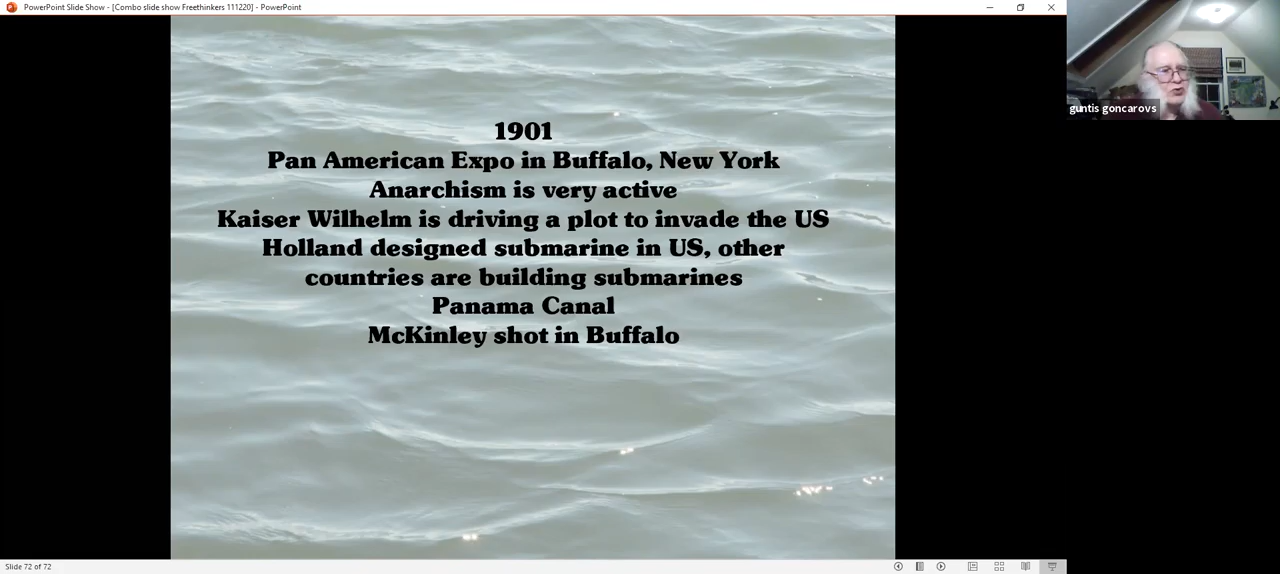 PowerPoint Slide Show - [Combo slide show Freethinkers 111220] - PowerPoint
guntis goncarovs
1901
Pan American Expo in Buffalo, New York
Anarchism is very active
Kaiser Wilhelm is driving a plot to invade the US
Holland designed submarine in US, other
countries are building submarines
Panama Canal
McKinley shot in Buffalo
Slide 72 of 72